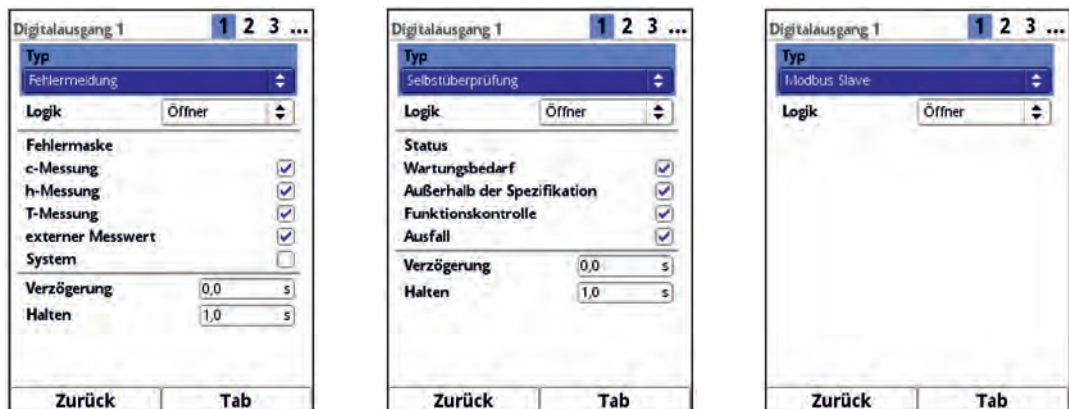 Digitalausgang 1 1 2 3 ...
Typ
Fehlermeldung
Logik Öffner
Fehlermaske
c-Messung
h-Messung
T-Messung
externer Messwert
System
Verzögerung 0,0 s
Halten 1,0 s
Zurück Tab
Digitalausgang 1 1 2 3 ...
Typ
Selbstüberprüfung
Logik Öffner
Status
Wartungsbedarf
Außerhalb der Spezifikation
Funktionskontrolle
Ausfall
Verzögerung 0,0 s
Halten 1,0 s
Zurück Tab
Digitalausgang 1 1 2 3 ...
Typ
Modbus Slave
Logik Öffner
Zurück Tab